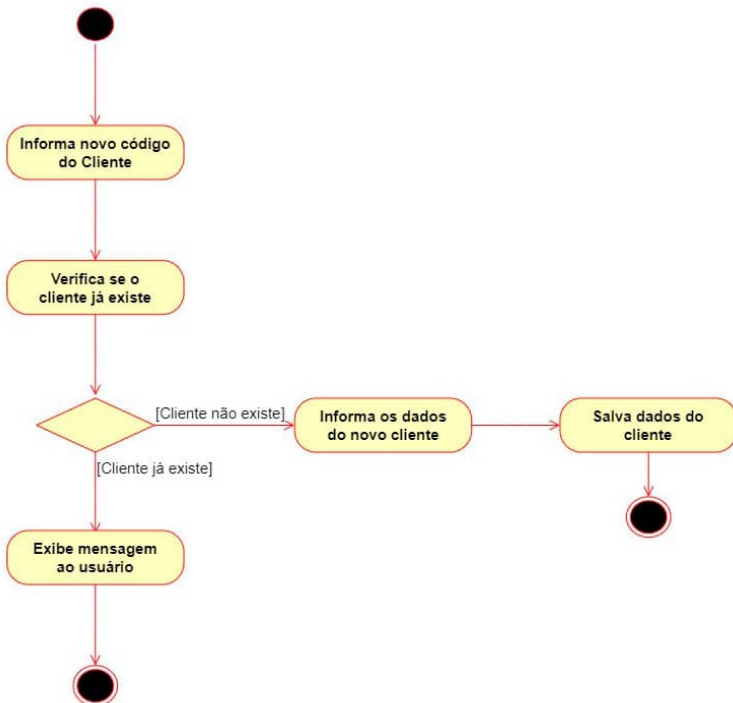 Informa novo código
do Cliente
Verifica se o
cliente já existe
[Cliente não existe]
Informa os dados
do novo cliente
Salva dados do
cliente
[Cliente já existe]
Exibe mensagem
ao usuário